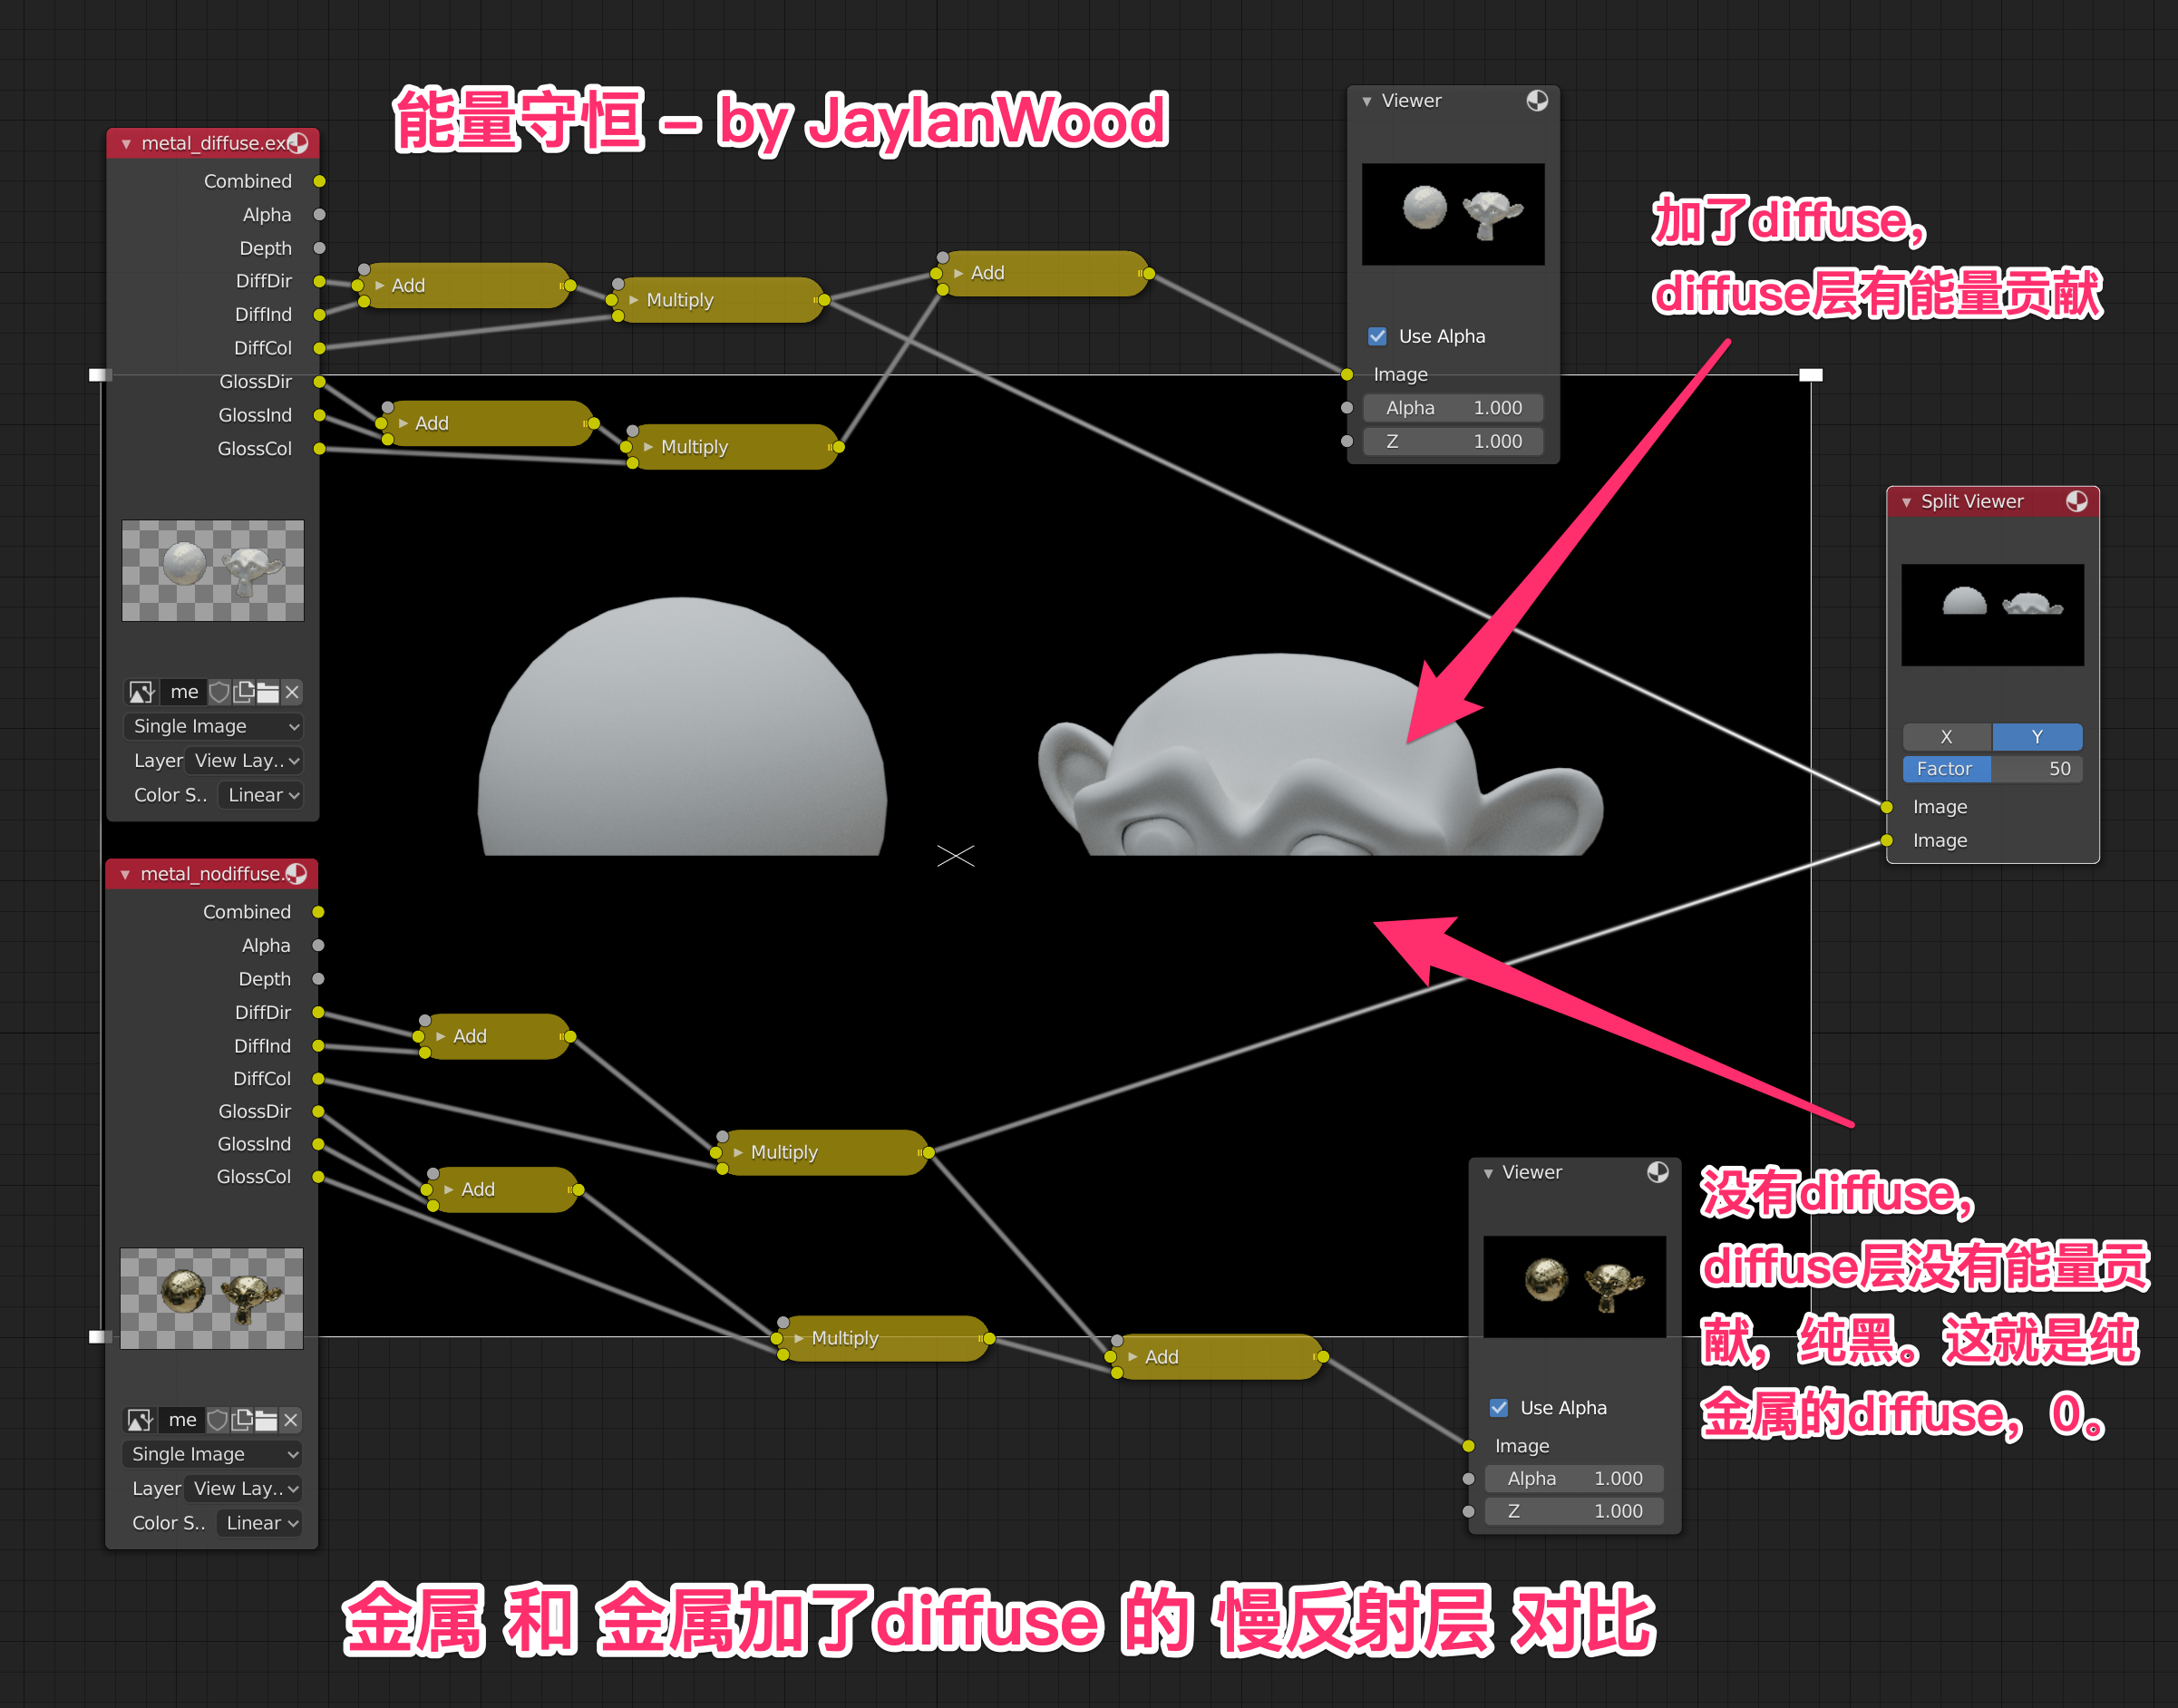 能量守恒 – by JaylanWood
metal_diffuse.ex
Combined
Alpha
Depth
DiffDir
DiffInd
DiffCol
GlossDir
GlossInd
GlossCol
me
Single Image
Layer View Lay..
Color S.. Linear
Add
Multiply
Add
Add
Multiply
Viewer
Use Alpha
Image
Alpha 1.000
Z 1.000
加了diffuse,
diffuse层有能量贡献
Split Viewer
X Y
Factor 50
Image
Image
metal_nodiffuse.
Combined
Alpha
Depth
DiffDir
DiffInd
DiffCol
GlossDir
GlossInd
GlossCol
me
Single Image
Layer View Lay..
Color S.. Linear
Add
Multiply
Add
Multiply
Add
Viewer
Use Alpha
Image
Alpha 1.000
Z 1.000
没有diffuse,
diffuse层没有能量贡
献，纯黑。这就是纯
金属的diffuse，0。
金属 和 金属加了diffuse 的 慢反射层 对比